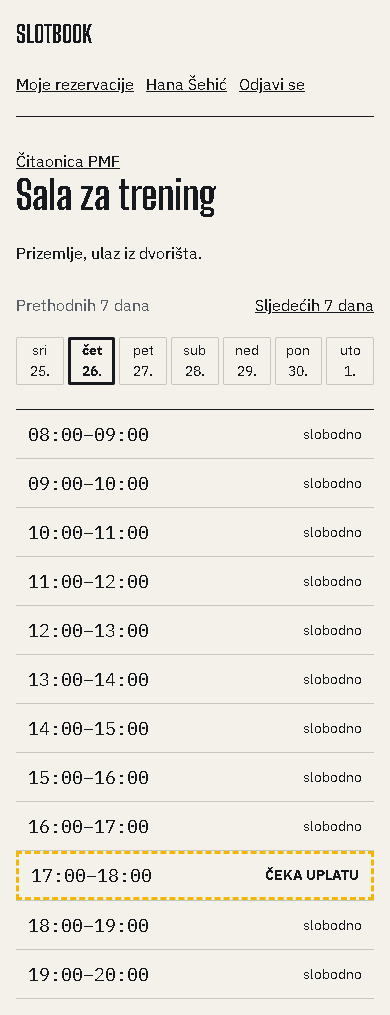 SLOTBOOK
Moje rezervacije Hana Šehić Odjavi se
Čitaonica PMF
Sala za trening
Prizemlje, ulaz iz dvorišta.
Prethodnih 7 dana Sljedećih 7 dana
sri čet pet sub ned pon uto
25. 26. 27. 28. 29. 30. 1.
08:00–09:00 slobodno
09:00–10:00 slobodno
10:00–11:00 slobodno
11:00–12:00 slobodno
12:00–13:00 slobodno
13:00–14:00 slobodno
14:00–15:00 slobodno
15:00–16:00 slobodno
16:00–17:00 slobodno
17:00–18:00 ČEKA UPLATU
18:00–19:00 slobodno
19:00–20:00 slobodno